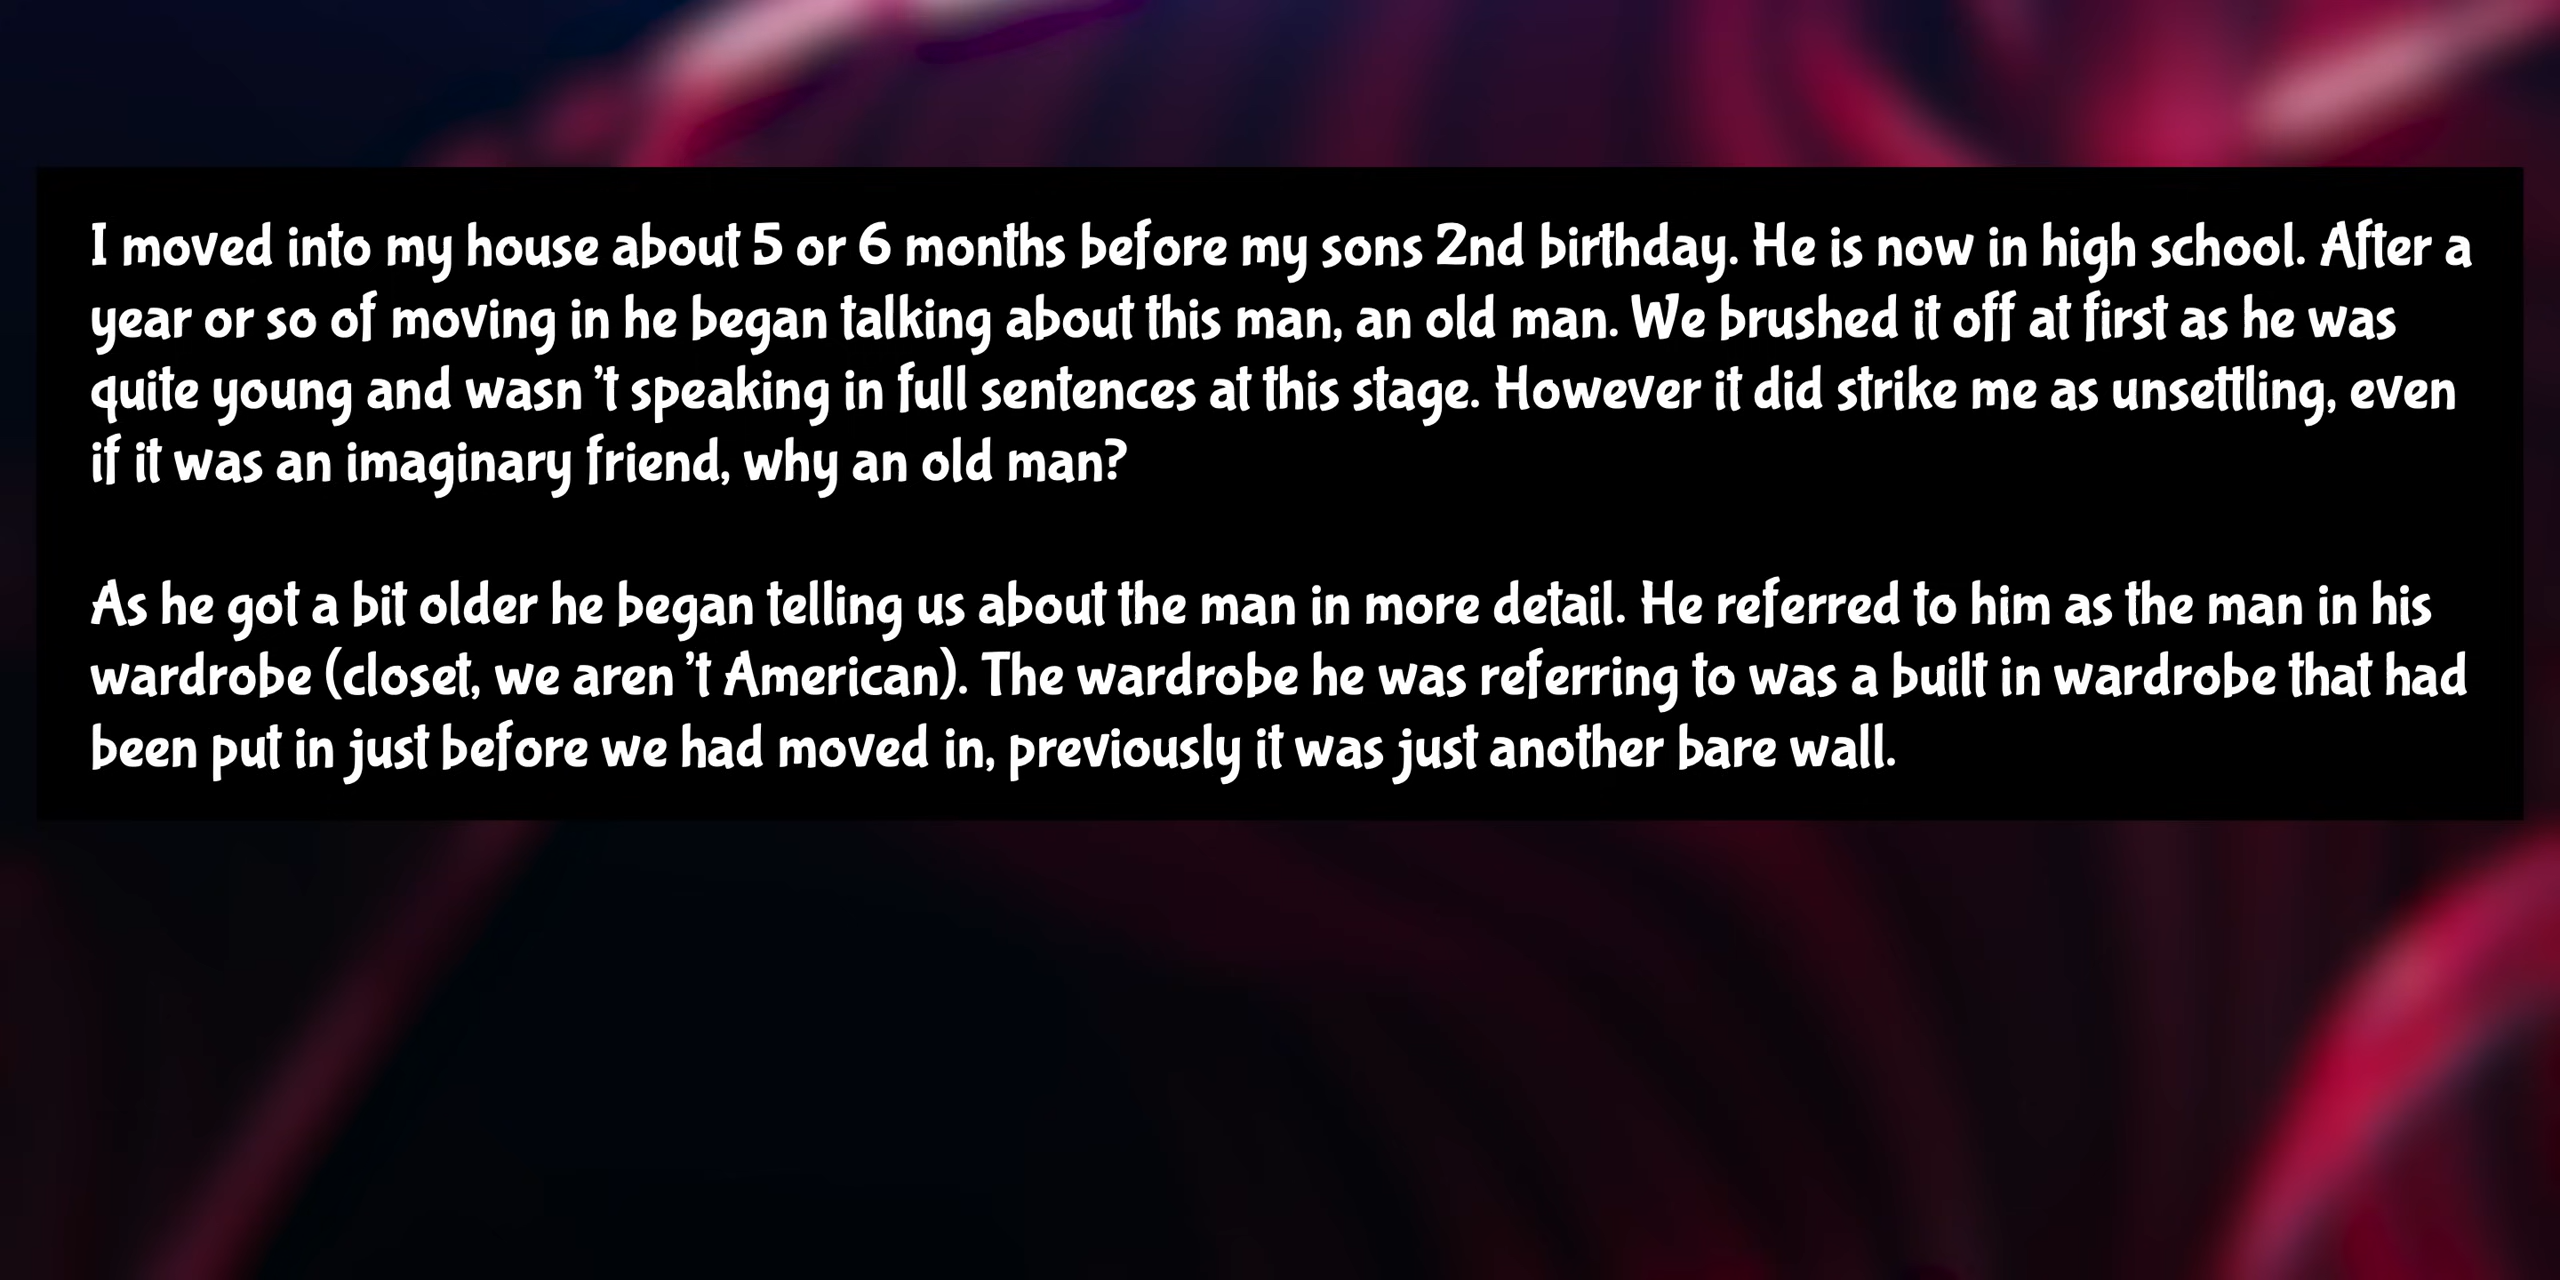 I moved into my house about 5 or 6 months before my sons 2nd birthday. He is now in high school. After a
year or so of moving in he began talking about this man, an old man. We brushed it off at first as he was
quite young and wasn't speaking in full sentences at this stage. However it did strike me as unsettling, even
if it was an imaginary friend, why an old man?

As he got a bit older he began telling us about the man in more detail. He referred to him as the man in his
wardrobe (closet, we aren't American). The wardrobe he was referring to was a built in wardrobe that had
been put in just before we had moved in, previously it was just another bare wall.